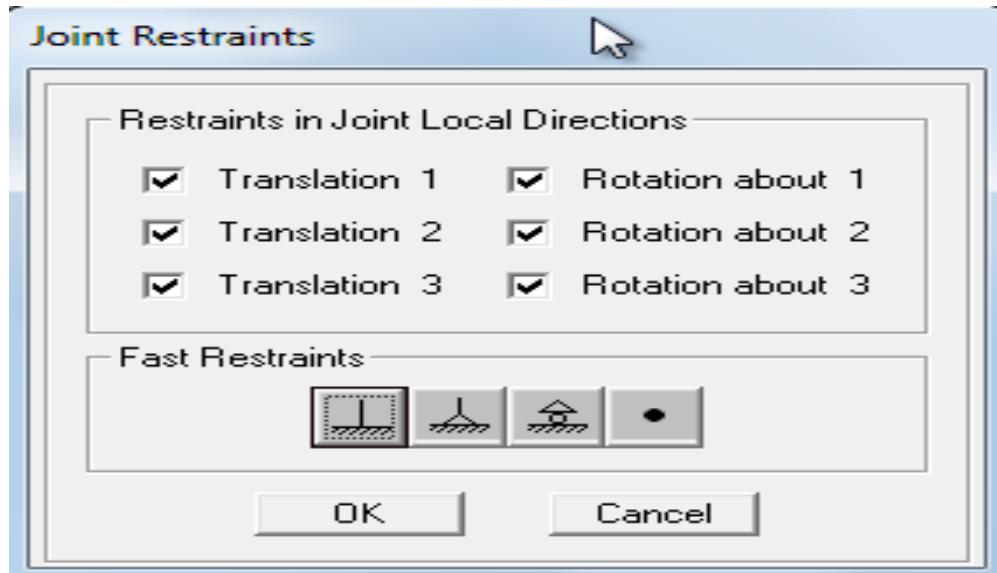 Joint Restraints
Restraints in Joint Local Directions
Translation 1 Rotation about 1
Translation 2 Rotation about 2
Translation 3 Rotation about 3
Fast Restraints
OK Cancel